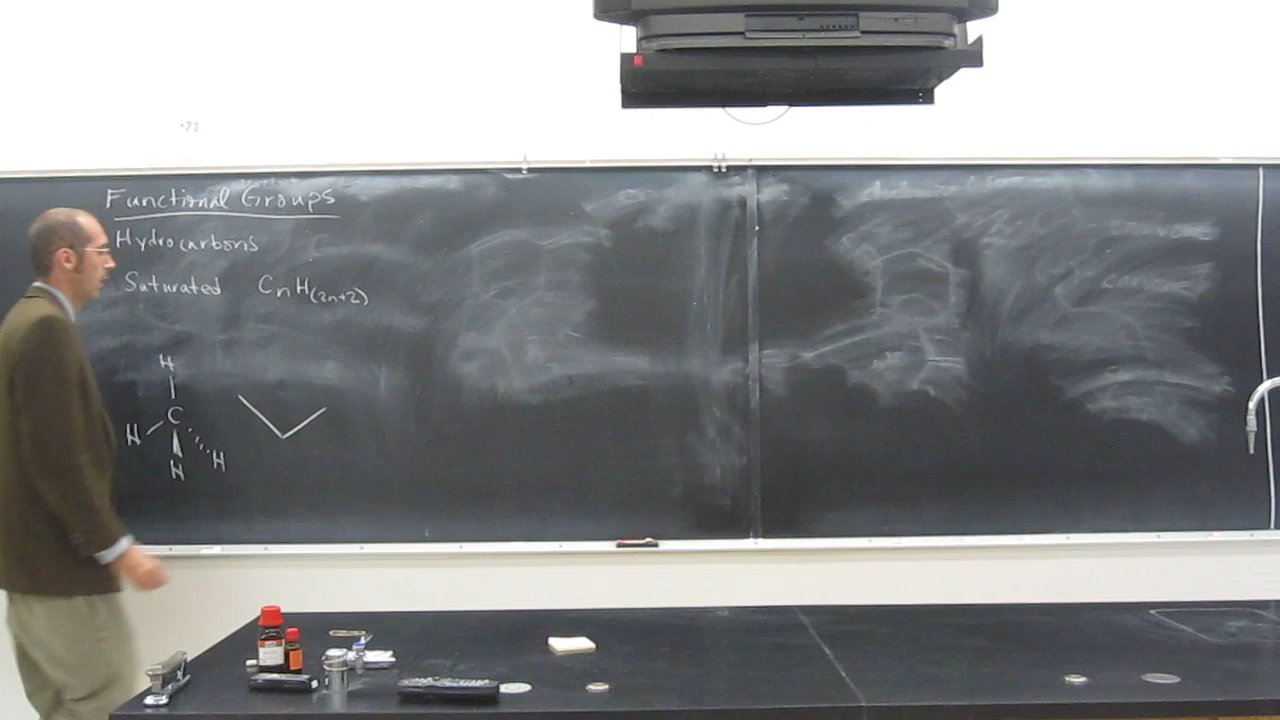 Functional Groups
Hydrocarbons
Saturated CnH(2n+2)
H
C
H
H
H